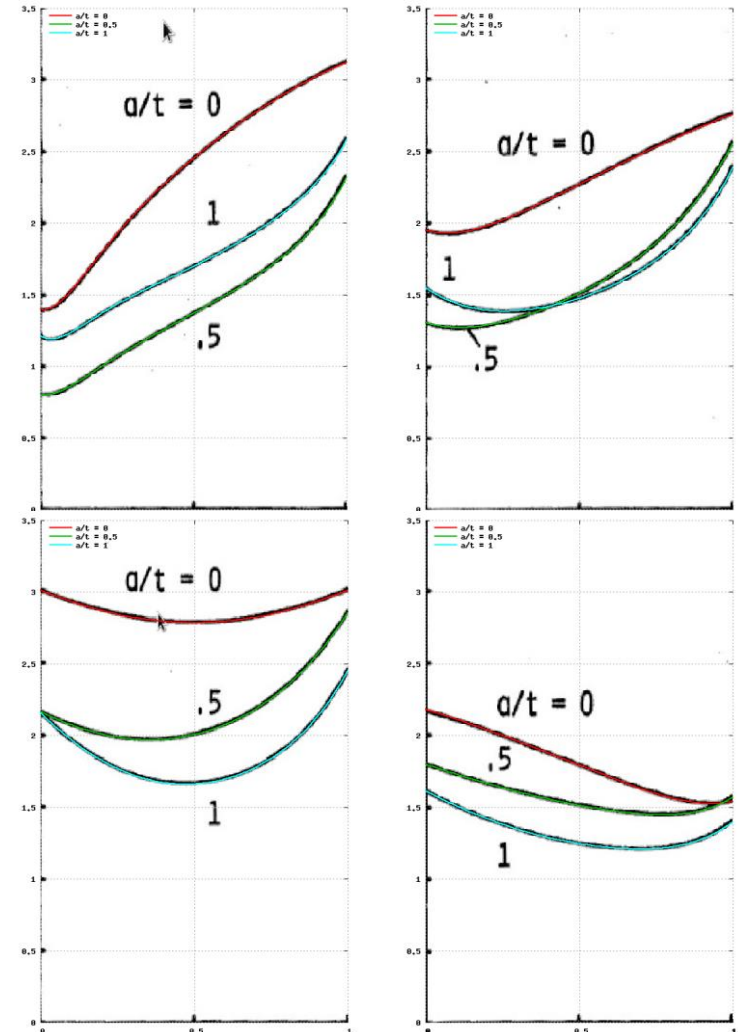 3.5
a/t = 0
a/t = 0.5
a/t = 1
3
a/t = 0
2.5
2
1
1.5
.5
1
0.5
0
3.5
a/t = 0
a/t = 0.5
a/t = 1
3
a/t = 0
2.5
2
1
1.5
.5
1
0.5
0
3.5
a/t = 0
a/t = 0.5
a/t = 1
a/t = 0
3
2.5
.5
2
1.5
1
1
0.5
0
0 0.5 1
3.5
a/t = 0
a/t = 0.5
a/t = 1
3
2.5
a/t = 0
2
.5
1.5
1
1
0.5
0
0 0.5 1